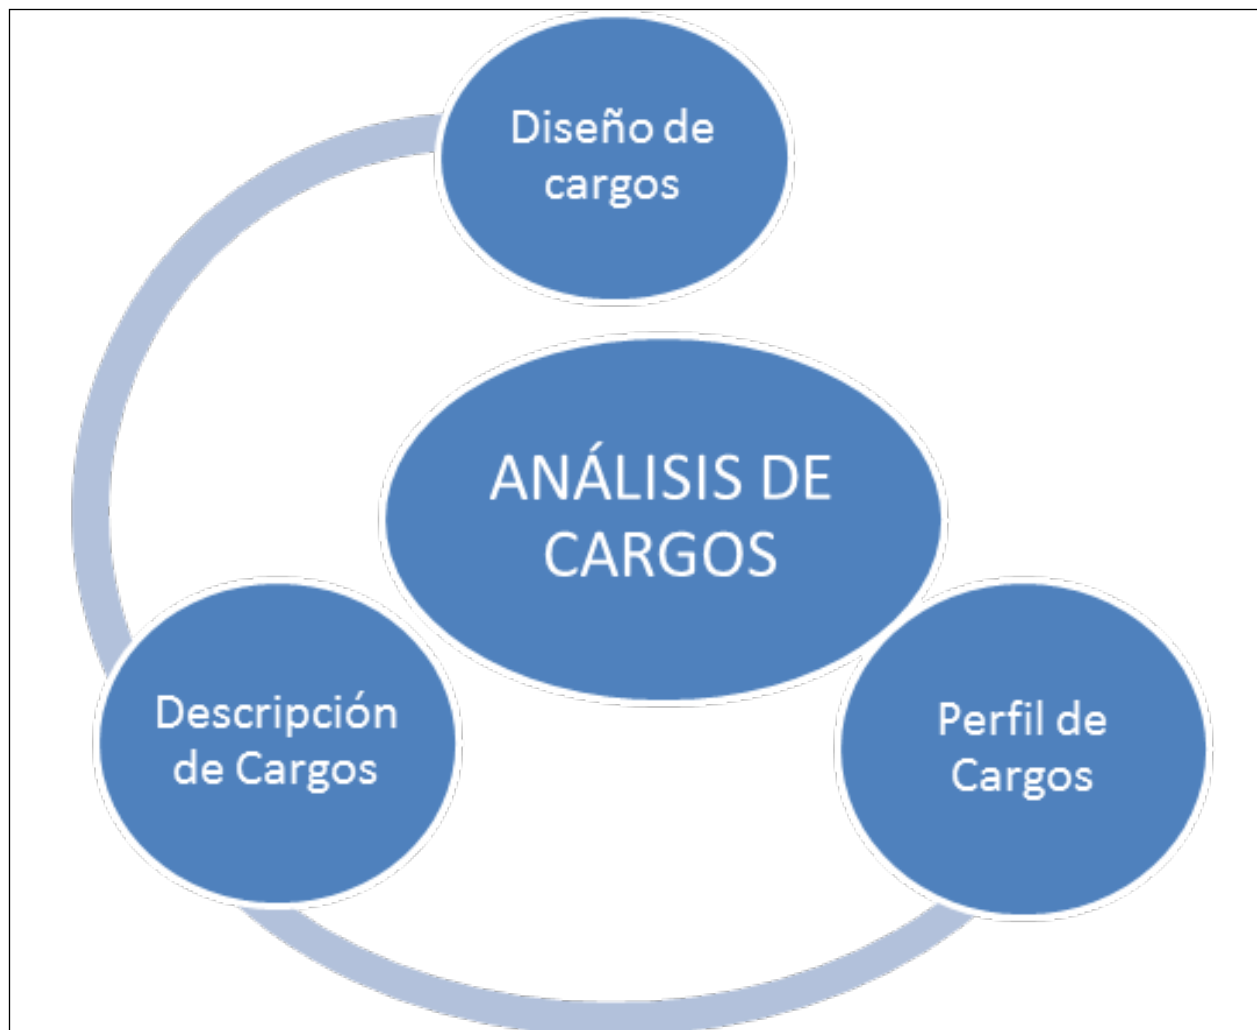 Diseño de
cargos
ANÁLISIS DE
CARGOS
Descripción
de Cargos
Perfil de
Cargos